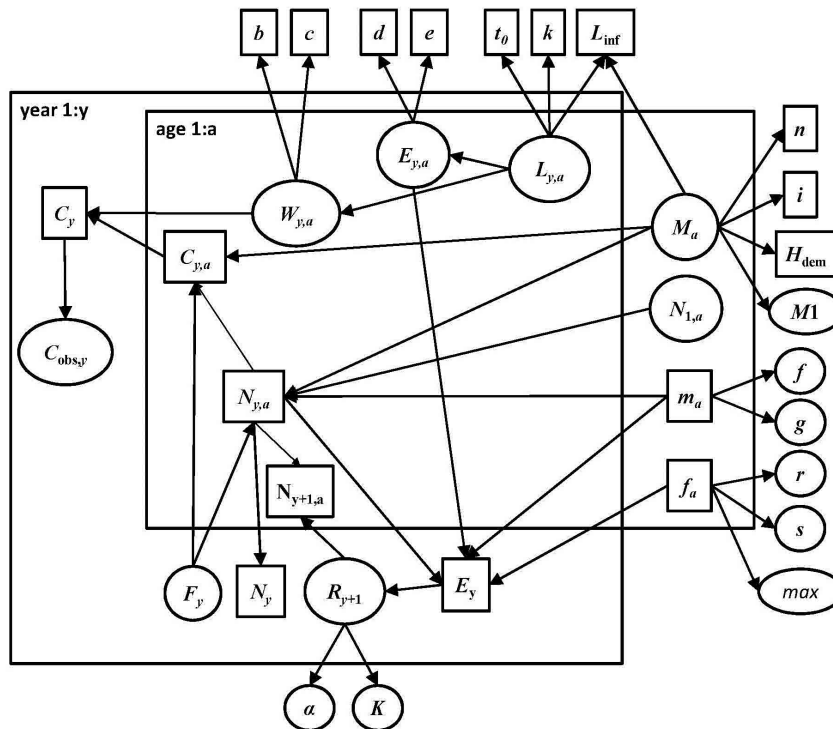 b c d e t₀ k L_inf
year 1:y
age 1:a
n
E_y,a L_y,a
i
C_y W_y,a M_a
C_y,a H_dem
N_1,a M1
C_obs,y
f
N_y,a m_a
g
r
N_y+1,a f_a
s
F_y N_y R_y+1 E_y max
α K